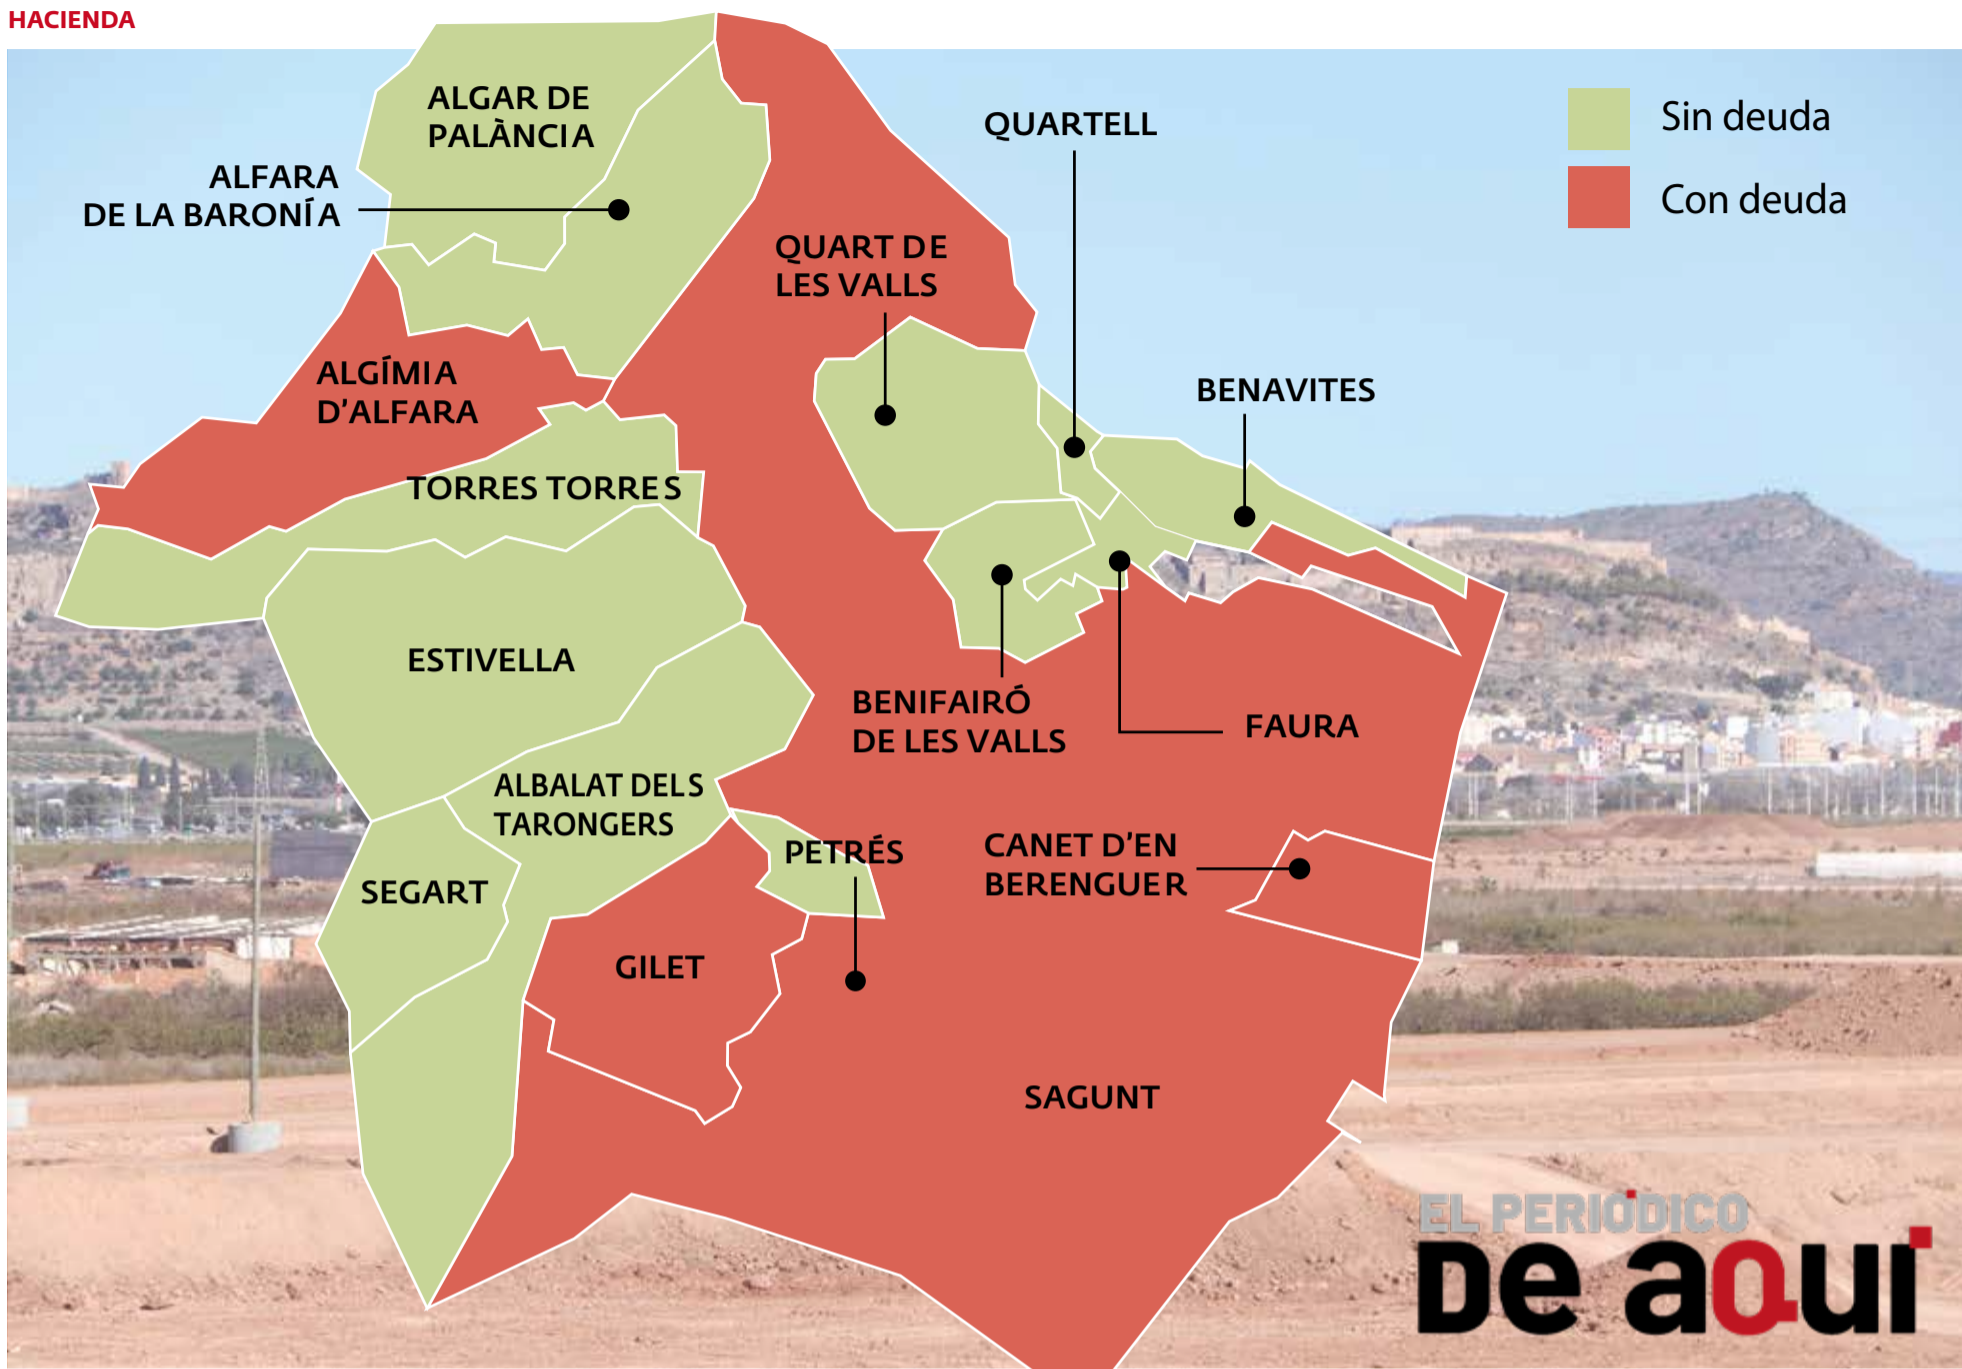 HACIENDA
ALGAR DE
PALÀNCIA
ALFARA
DE LA BARONÍA
QUARTELL
Sin deuda
Con deuda
QUART DE
LES VALLS
ALGÍMIA
D'ALFARA
BENAVITES
TORRES TORRES
ESTIVELLA
BENIFAIRÓ
DE LES VALLS
FAURA
ALBALAT DELS
TARONGERS
PETRÉS
CANET D'EN
BERENGUER
SEGART
GILET
SAGUNT
EL PERIÓDICO
DE AQUÍ